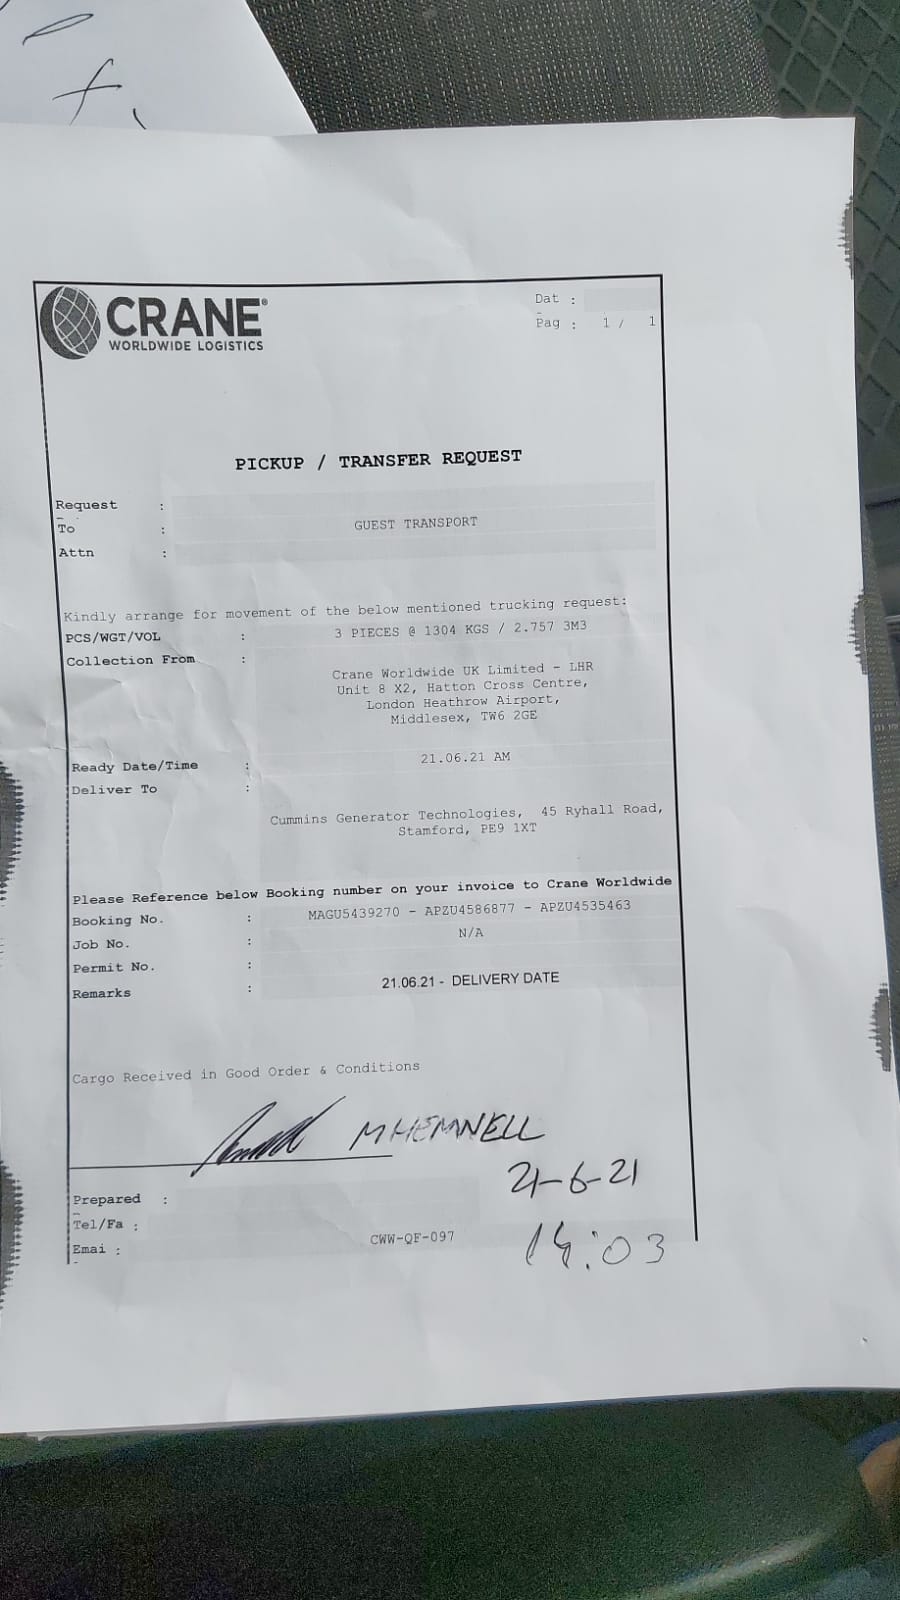 CRANE®
WORLDWIDE LOGISTICS
Dat :
Pag : 1 / 1
PICKUP / TRANSFER REQUEST
Request :
To : GUEST TRANSPORT
Attn :
Kindly arrange for movement of the below mentioned trucking request:
PCS/WGT/VOL : 3 PIECES @ 1304 KGS / 2.757 3M3
Collection From :
Crane Worldwide UK Limited - LHR
Unit 8 X2, Hatton Cross Centre,
London Heathrow Airport,
Middlesex, TW6 2GE
Ready Date/Time : 21.06.21 AM
Deliver To :
Cummins Generator Technologies, 45 Ryhall Road,
Stamford, PE9 1XT
Please Reference below Booking number on your invoice to Crane Worldwide
Booking No. : MAGU5439270 - APZU4586877 - APZU4535463
Job No. : N/A
Permit No. :
Remarks : 21.06.21 - DELIVERY DATE
Cargo Received in Good Order & Conditions
21-6-21
Prepared :
Tel/Fa :
Emai :
CWW-QF-097
14:03